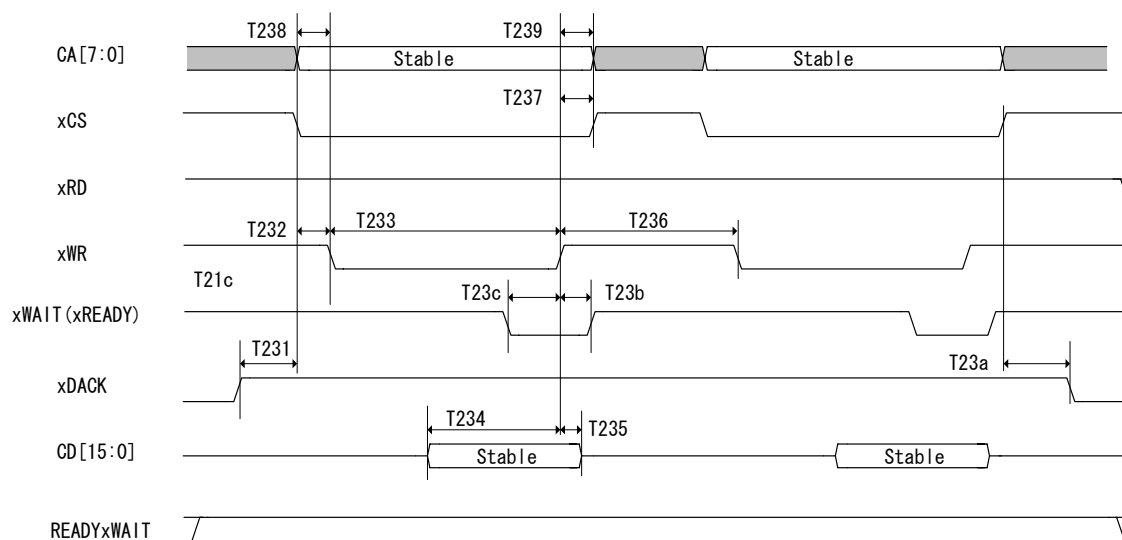 T238 T239
CA[7:0] Stable Stable
T237
xCS
xRD
T232 T233 T236
xWR
T21c
T23c T23b
xWAIT(xREADY)
T231 T23a
xDACK
T234 T235
CD[15:0] Stable Stable
READYxWAIT